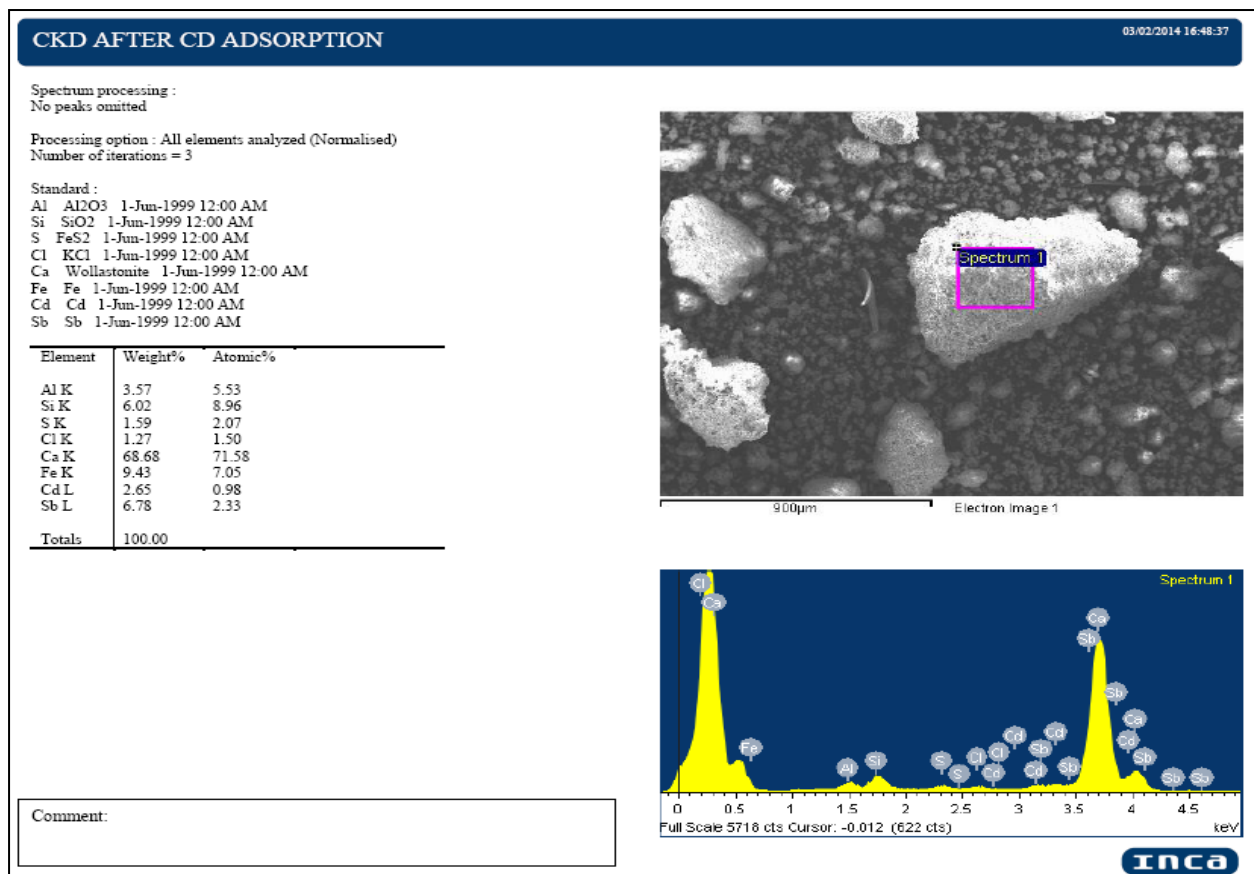 CKD AFTER CD ADSORPTION
03/02/2014 16:48:37
Spectrum processing :
No peaks omitted
Processing option : All elements analyzed (Normalised)
Number of iterations = 3
Standard :
Al Al2O3 1-Jun-1999 12:00 AM
Si SiO2 1-Jun-1999 12:00 AM
S FeS2 1-Jun-1999 12:00 AM
Cl KCl 1-Jun-1999 12:00 AM
Ca Wollastonite 1-Jun-1999 12:00 AM
Fe Fe 1-Jun-1999 12:00 AM
Cd Cd 1-Jun-1999 12:00 AM
Sb Sb 1-Jun-1999 12:00 AM
Element Weight% Atomic%
Al K 3.57 5.53
Si K 6.02 8.96
S K 1.59 2.07
Cl K 1.27 1.50
Ca K 68.68 71.58
Fe K 9.43 7.05
Cd L 2.65 0.98
Sb L 6.78 2.33
Totals 100.00
Comment:
Spectrum 1
900µm Electron Image 1
Spectrum 1
Cl
Ca
Fe
Al
Si
S
S
Cl
Cl
Cd
Cd
Sb
Cd
Cd
Sb
Ca
Sb
Sb
Ca
Cd
Sb
Sb
Sb
0 0.5 1 1.5 2 2.5 3 3.5 4 4.5
Full Scale 5718 cts Cursor: -0.012 (622 cts) keV
INCA